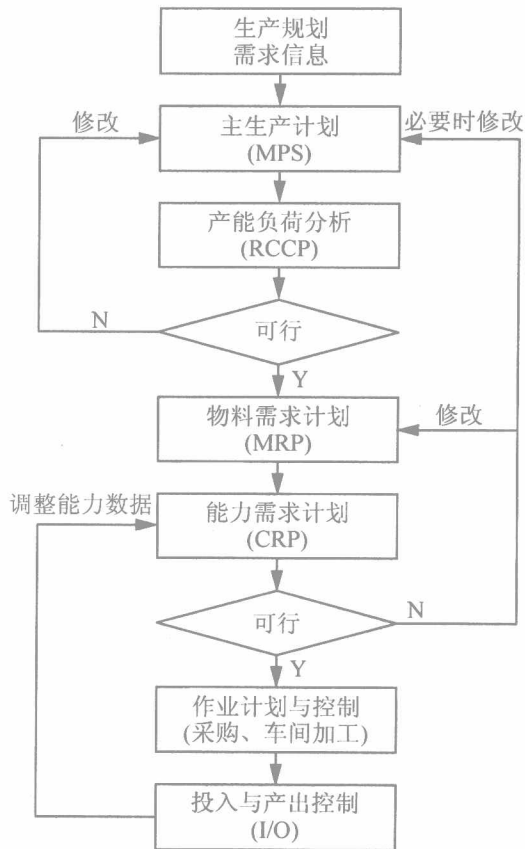 生产规划
需求信息
修改
主生产计划
(MPS)
必要时修改
产能负荷分析
(RCCP)
N
可行
Y
物料需求计划
(MRP)
修改
调整能力数据
能力需求计划
(CRP)
可行
N
Y
作业计划与控制
(采购、车间加工)
投入与产出控制
(I/O)